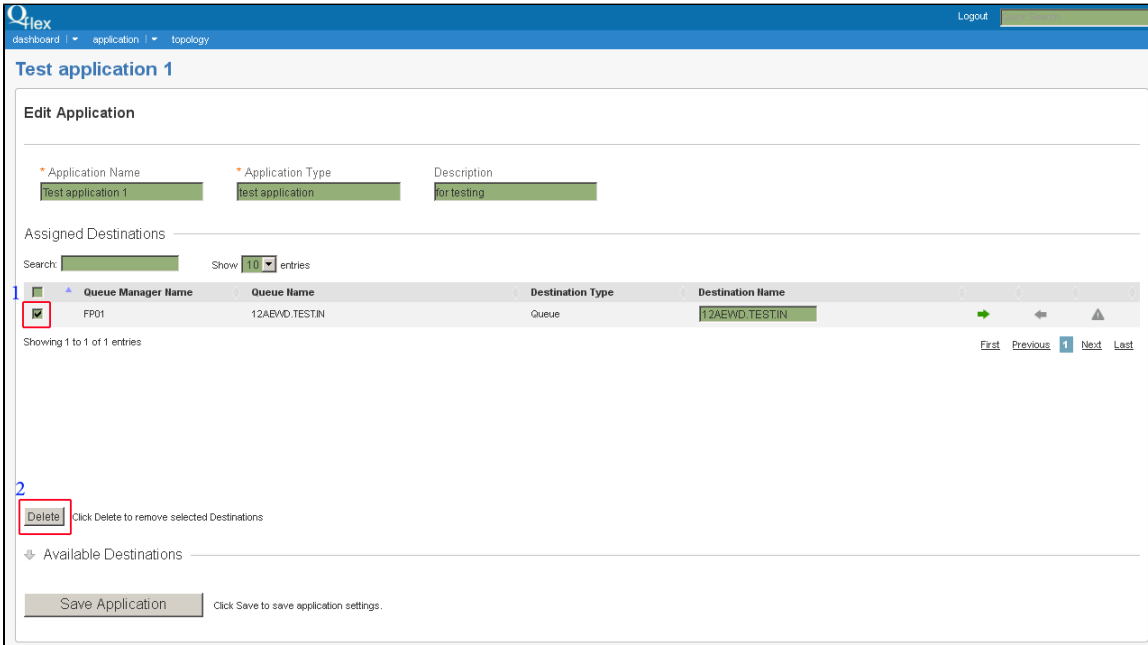 Qflex
Logout
dashboard application topology
Test application 1
Edit Application
* Application Name * Application Type Description
Test application 1 test application for testing
Assigned Destinations
Search: Show 10 entries
1
Queue Manager Name Queue Name Destination Type Destination Name
FP01 12AEWD.TEST.IN Queue 12AEWD.TEST.IN
Showing 1 to 1 of 1 entries First Previous 1 Next Last
2
Delete Click Delete to remove selected Destinations
Available Destinations
Save Application Click Save to save application settings.